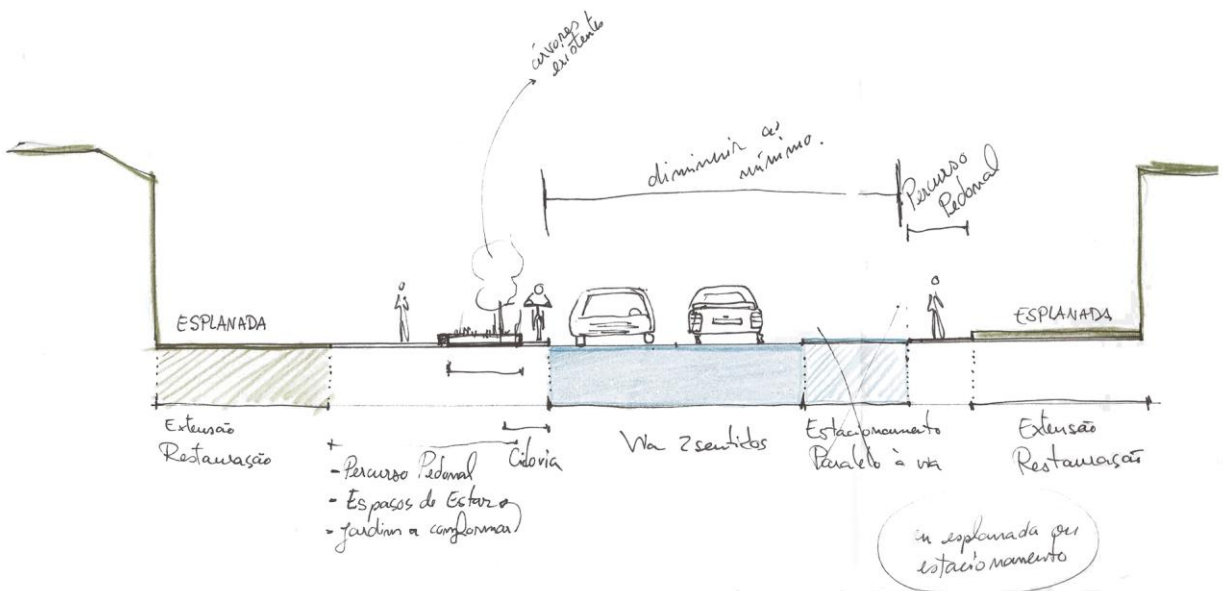 árvores
existentes
diminuir ao
mínimo.
Percurso
Pedonal
ESPLANADA
ESPLANADA
Extensão
Restauração
+
- Percurso Pedonal
- Espaços de Estar
- Jardim a conformar
Ciclovia
Via 2 sentidos
Estacionamento
Paralelo à via
Extensão
Restauração
esplanada ou
estacionamento